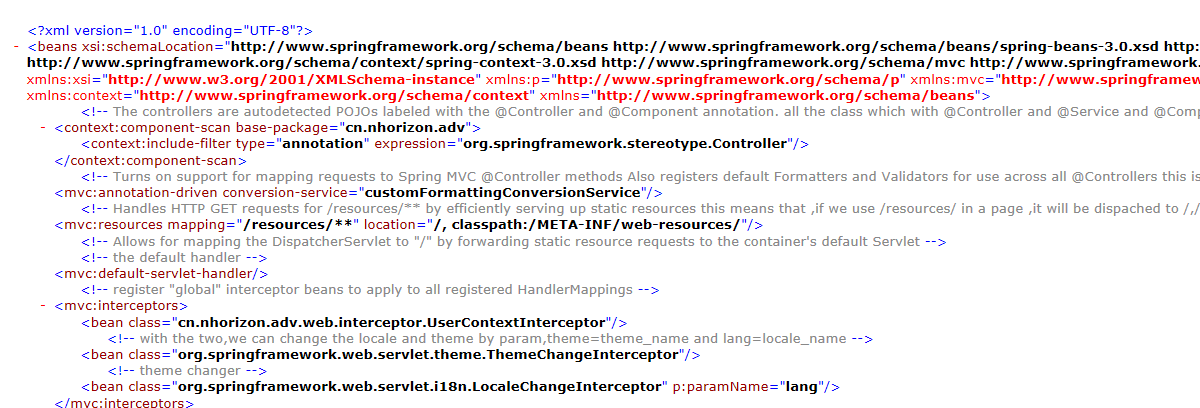 <?xml version="1.0" encoding="UTF-8"?>
- <beans xsi:schemaLocation="http://www.springframework.org/schema/beans http://www.springframework.org/schema/beans/spring-beans-3.0.xsd
http://www.springframework.org/schema/context/spring-context-3.0.xsd http://www.springframework.org/schema/mvc
xmlns:xsi="http://www.w3.org/2001/XMLSchema-instance" xmlns:p="http://www.springframework.org/schema/p" xmlns:mvc="http://www.springframew
xmlns:context="http://www.springframework.org/schema/context" xmlns="http://www.springframework.org/schema/beans">
<!-- The controllers are autodetected POJOs labeled with the @Controller and @Component annotation. all the class which with @Controller and @Service and @Comp
- <context:component-scan base-package="cn.nhorizon.adv">
<context:include-filter type="annotation" expression="org.springframework.stereotype.Controller"/>
</context:component-scan>
<!-- Turns on support for mapping requests to Spring MVC @Controller methods Also registers default Formatters and Validators for use across all @Controllers this is
<mvc:annotation-driven conversion-service="customFormattingConversionService"/>
<!-- Handles HTTP GET requests for /resources/** by efficiently serving up static resources this means that ,if we use /resources/ in a page ,it will be dispached to /,/
<mvc:resources mapping="/resources/**" location="/, classpath:/META-INF/web-resources/"/>
<!-- Allows for mapping the DispatcherServlet to "/" by forwarding static resource requests to the container's default Servlet -->
<!-- the default handler -->
<mvc:default-servlet-handler/>
<!-- register "global" interceptor beans to apply to all registered HandlerMappings -->
- <mvc:interceptors>
<bean class="cn.nhorizon.adv.web.interceptor.UserContextInterceptor"/>
<!-- with the two,we can change the locale and theme by param,theme=theme_name and lang=locale_name -->
<bean class="org.springframework.web.servlet.theme.ThemeChangeInterceptor"/>
<!-- theme changer -->
<bean class="org.springframework.web.servlet.i18n.LocaleChangeInterceptor" p:paramName="lang"/>
</mvc:interceptors>